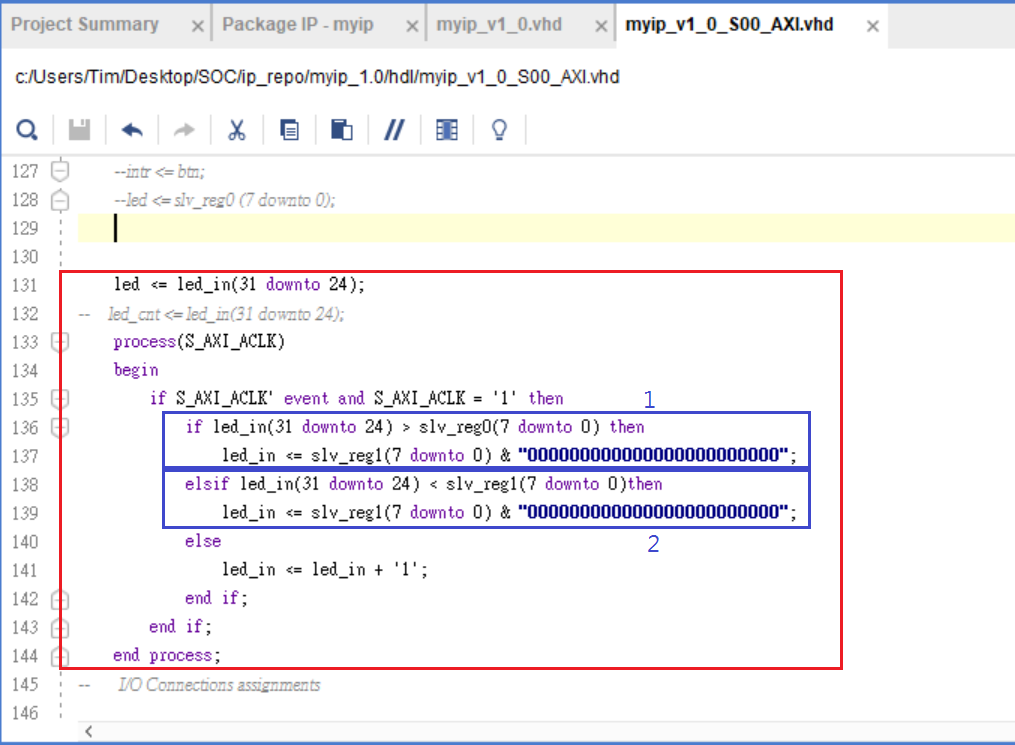 Project Summary × Package IP - myip × myip_v1_0.vhd × myip_v1_0_S00_AXI.vhd ×
c:/Users/Tim/Desktop/SOC/ip_repo/myip_1.0/hdl/myip_v1_0_S00_AXI.vhd
127 --intr <= btn;
128 --led <= slv_reg0 (7 downto 0);
129
130
131 led <= led_in(31 downto 24);
132 -- led_cnt <= led_in(31 downto 24);
133 process(S_AXI_ACLK)
134 begin
135 if S_AXI_ACLK' event and S_AXI_ACLK = '1' then 1
136 if led_in(31 downto 24) > slv_reg0(7 downto 0) then
137 led_in <= slv_reg1(7 downto 0) & "000000000000000000000000";
138 elsif led_in(31 downto 24) < slv_reg1(7 downto 0)then
139 led_in <= slv_reg1(7 downto 0) & "000000000000000000000000";
140 else 2
141 led_in <= led_in + '1';
142 end if;
143 end if;
144 end process;
145 -- I/O Connections assignments
146